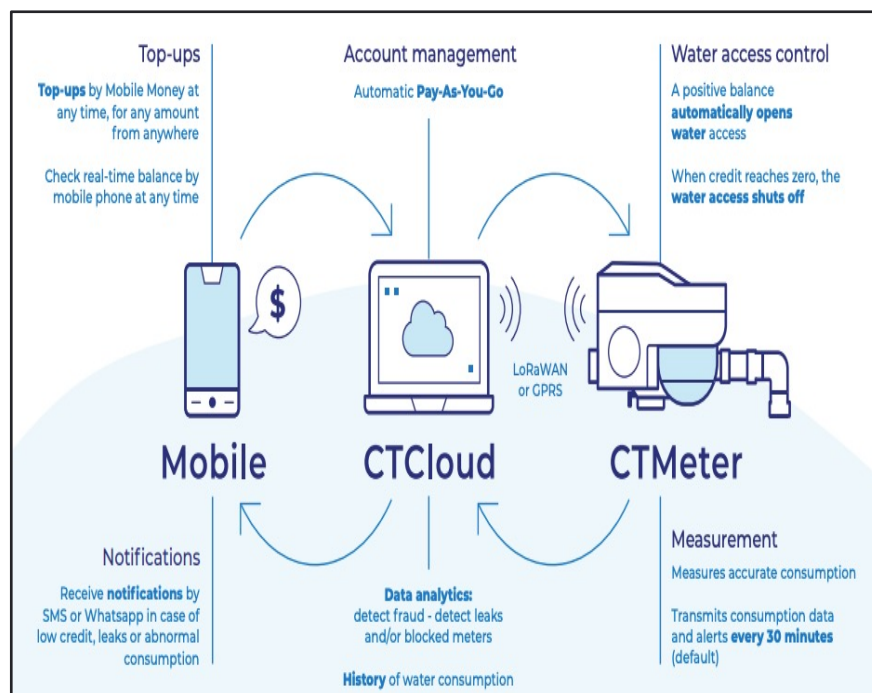 Top-ups
Top-ups by Mobile Money at
any time, for any amount
from anywhere
Check real-time balance by
mobile phone at any time
Account management
Automatic Pay-As-You-Go
Water access control
A positive balance
automatically opens
water access
When credit reaches zero, the
water access shuts off
$
LoRaWAN
or GPRS
Mobile
CTCloud
CTMeter
Notifications
Receive notifications by
SMS or Whatsapp in case of
low credit, leaks or abnormal
consumption
Data analytics:
detect fraud - detect leaks
and/or blocked meters
History of water consumption
Measurement
Measures accurate consumption
Transmits consumption data
and alerts every 30 minutes
(default)